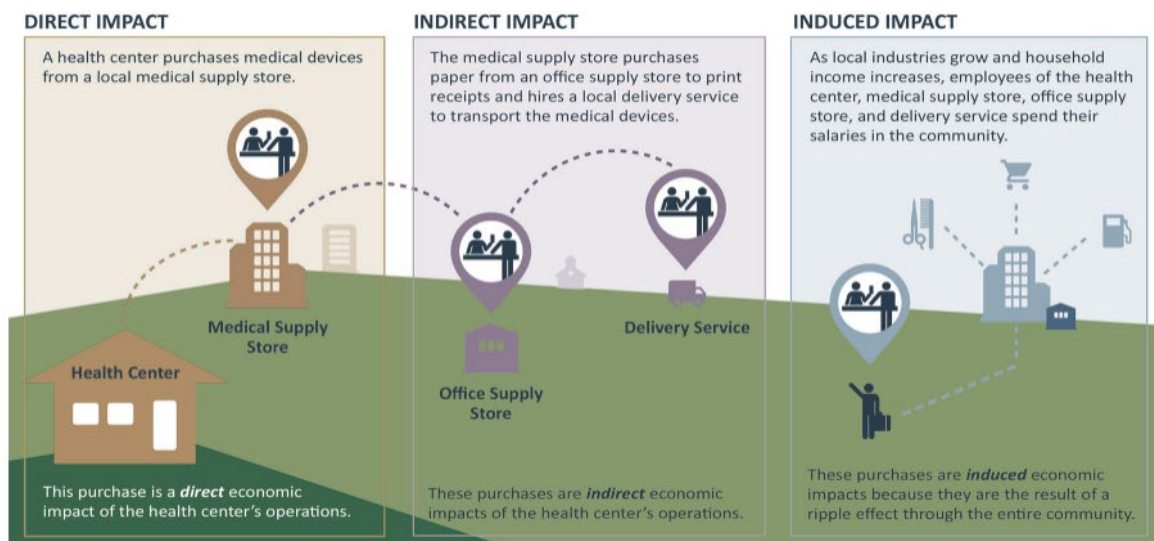 DIRECT IMPACT
A health center purchases medical devices
from a local medical supply store.
Medical Supply
Store
Health Center
This purchase is a direct economic
impact of the health center's operations.
INDIRECT IMPACT
The medical supply store purchases
paper from an office supply store to print
receipts and hires a local delivery service
to transport the medical devices.
Delivery Service
Office Supply
Store
These purchases are indirect economic
impacts of the health center's operations.
INDUCED IMPACT
As local industries grow and household
income increases, employees of the health
center, medical supply store, office supply
store, and delivery service spend their
salaries in the community.
These purchases are induced economic
impacts because they are the result of a
ripple effect through the entire community.